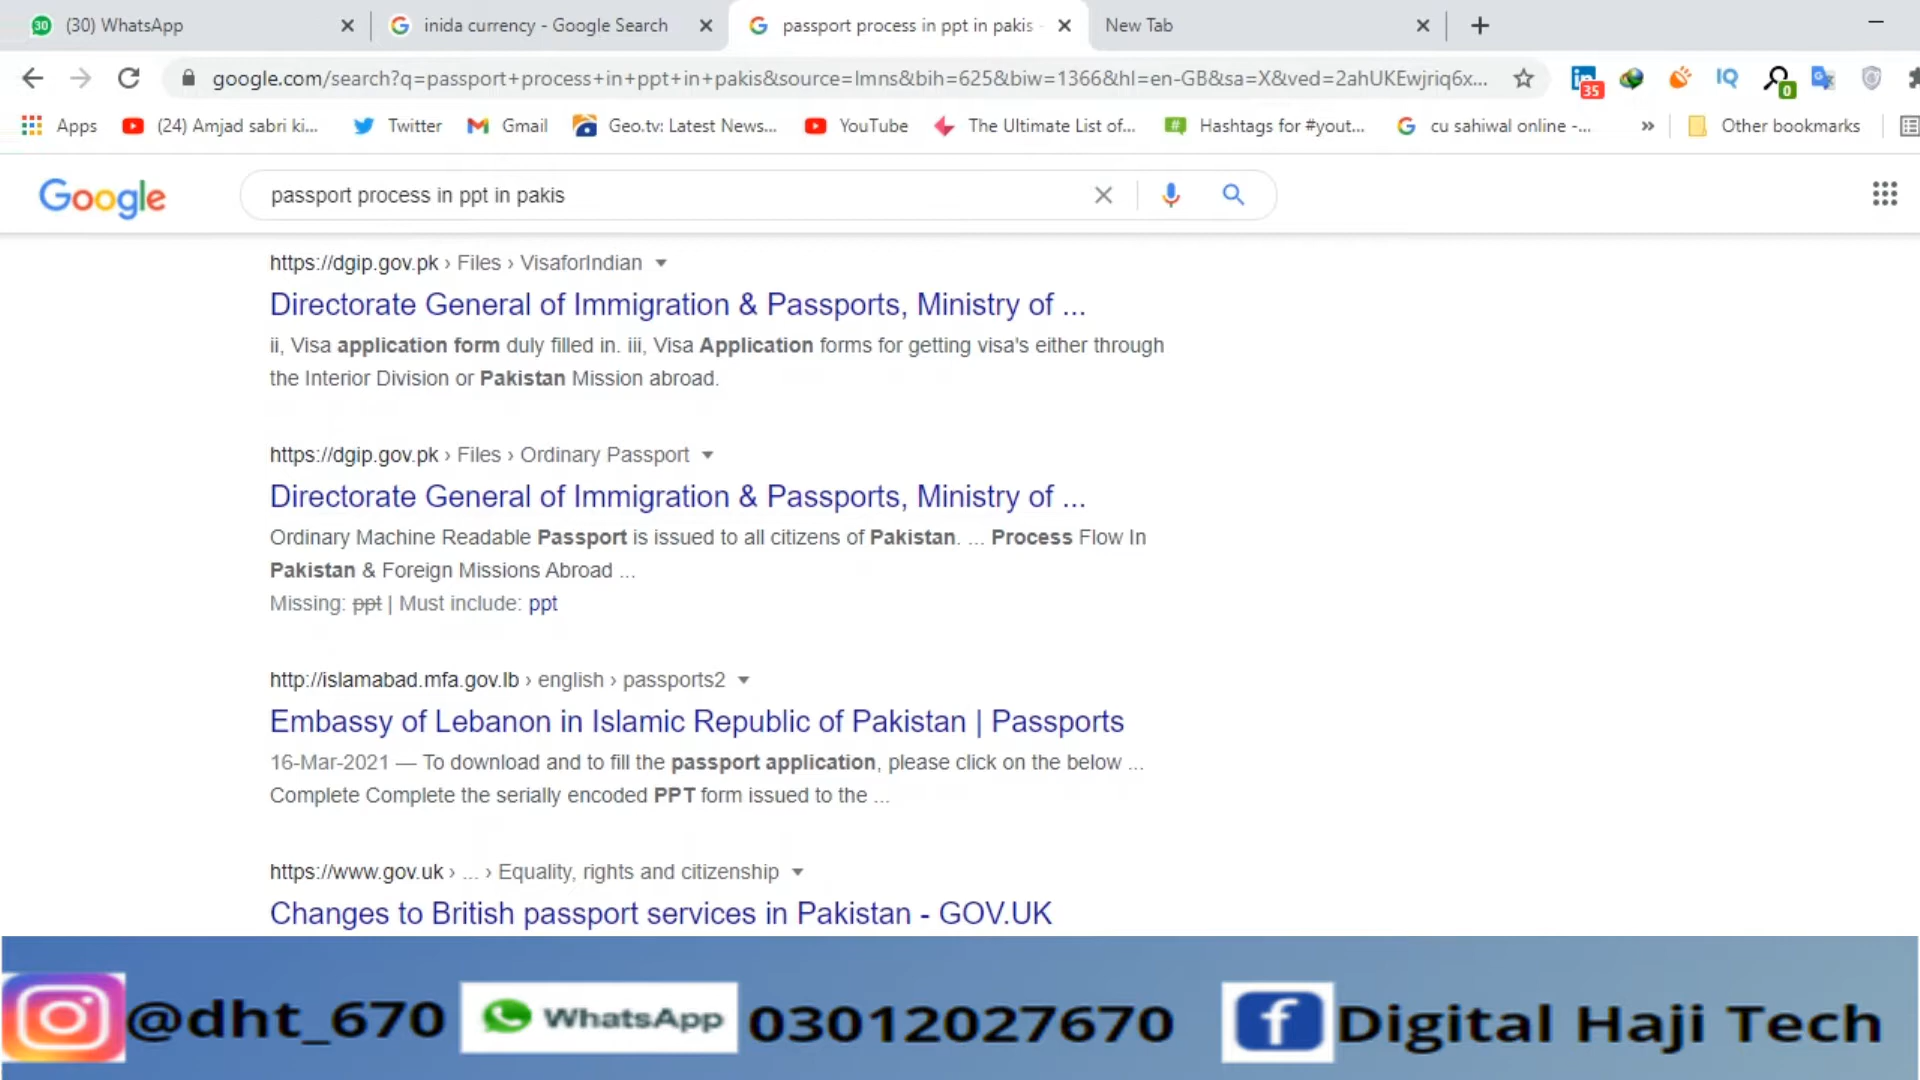 30
(30) WhatsApp
inida currency - Google Search
passport process in ppt in pakis
New Tab
google.com/search?q=passport+process+in+ppt+in+pakis&source=lmns&bih=625&biw=1366&hl=en-GB&sa=X&ved=2ahUKEwjriq6x...
in
35
IQ
0
Apps
(24) Amjad sabri ki...
Twitter
Gmail
Geo.tv: Latest News...
YouTube
The Ultimate List of...
Hashtags for #yout...
cu sahiwal online -...
»
Other bookmarks
Google
passport process in ppt in pakis
https://dgip.gov.pk › Files › VisaforIndian
Directorate General of Immigration & Passports, Ministry of ...
ii, Visa application form duly filled in. iii, Visa Application forms for getting visa's either through
the Interior Division or Pakistan Mission abroad.
https://dgip.gov.pk › Files › Ordinary Passport
Directorate General of Immigration & Passports, Ministry of ...
Ordinary Machine Readable Passport is issued to all citizens of Pakistan. ... Process Flow In
Pakistan & Foreign Missions Abroad ...
Missing: ppt | Must include: ppt
http://islamabad.mfa.gov.lb › english › passports2
Embassy of Lebanon in Islamic Republic of Pakistan | Passports
16-Mar-2021 — To download and to fill the passport application, please click on the below ...
Complete Complete the serially encoded PPT form issued to the ...
https://www.gov.uk › ... › Equality, rights and citizenship
Changes to British passport services in Pakistan - GOV.UK
@dht_670
WhatsApp
03012027670
f
Digital Haji Tech